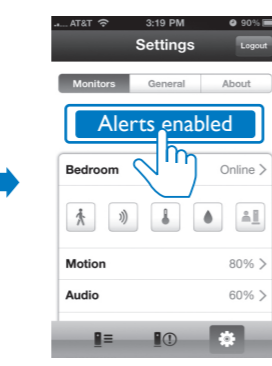 AT&T 3:19 PM 90%
Settings Logout
Monitors General About
Alerts enabled
Bedroom Online >
Motion 80% >
Audio 60% >